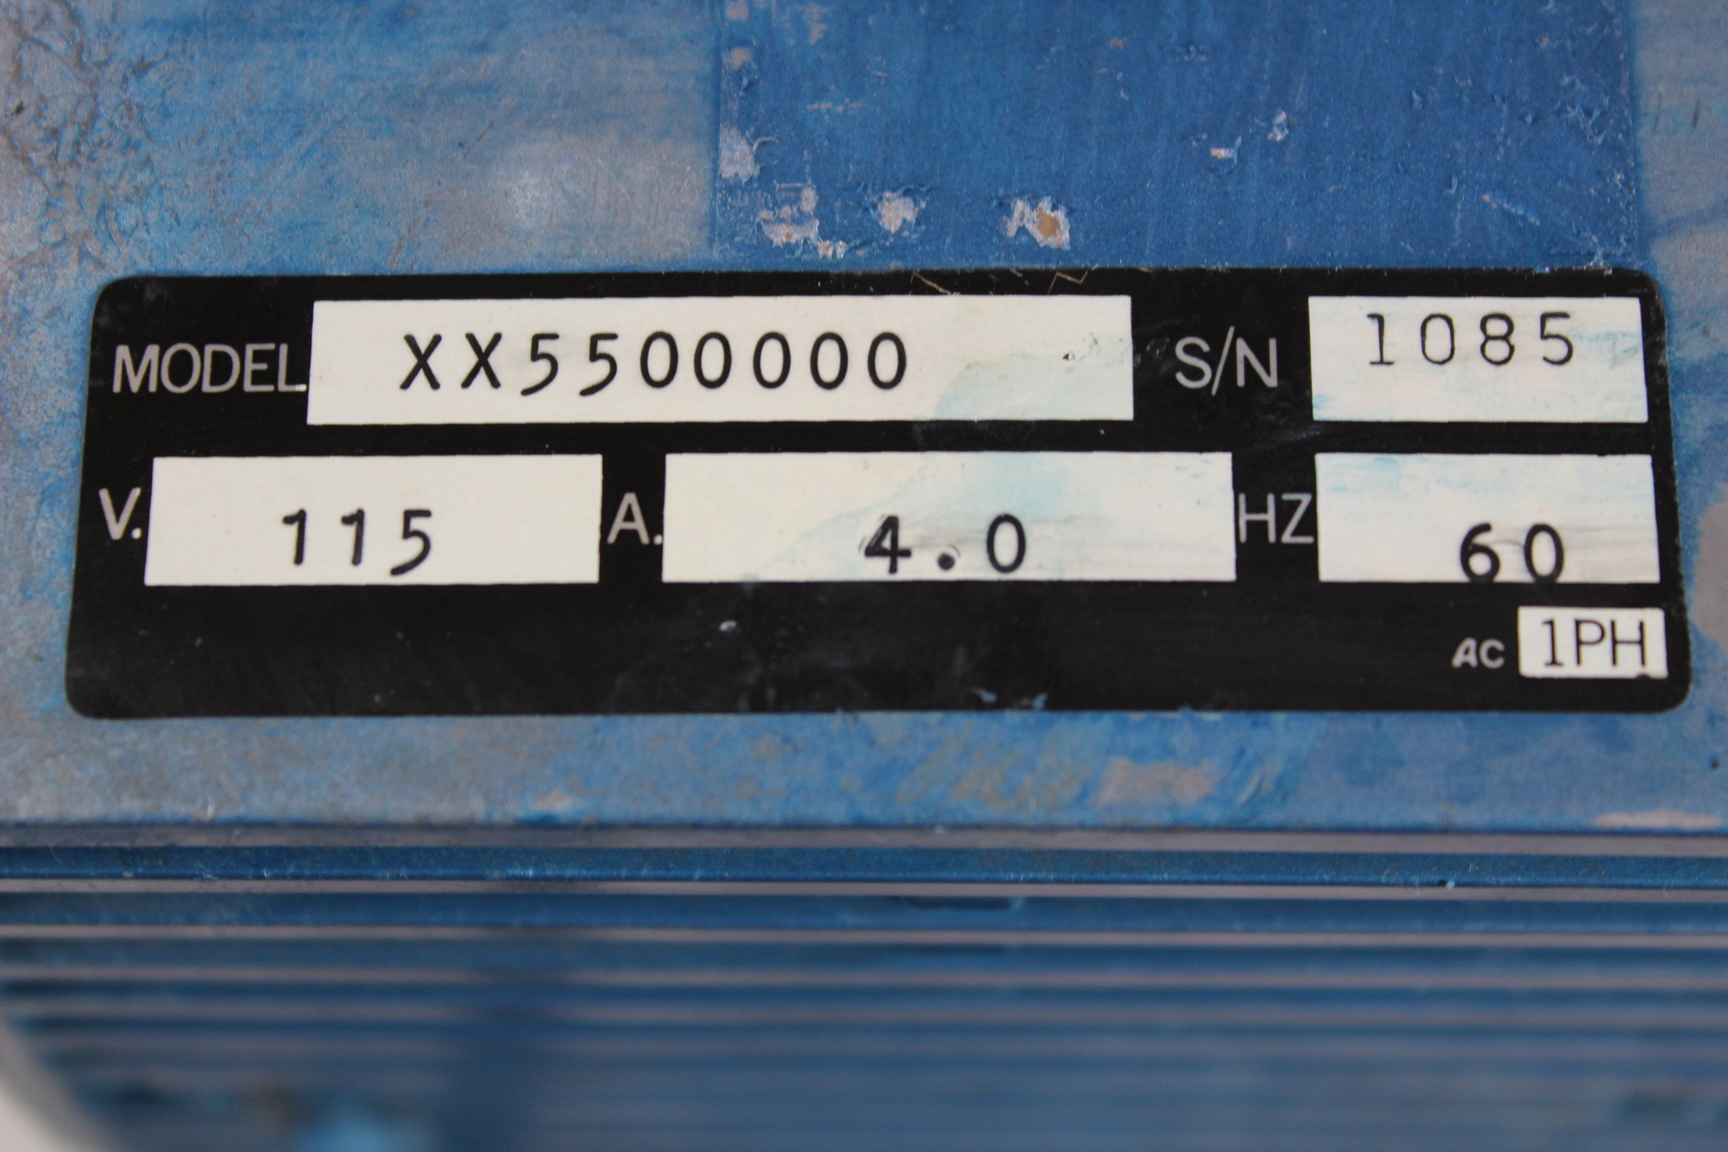 MODEL XX5500000 S/N 1085
V. 115 A. 4.0 HZ 60
AC 1PH